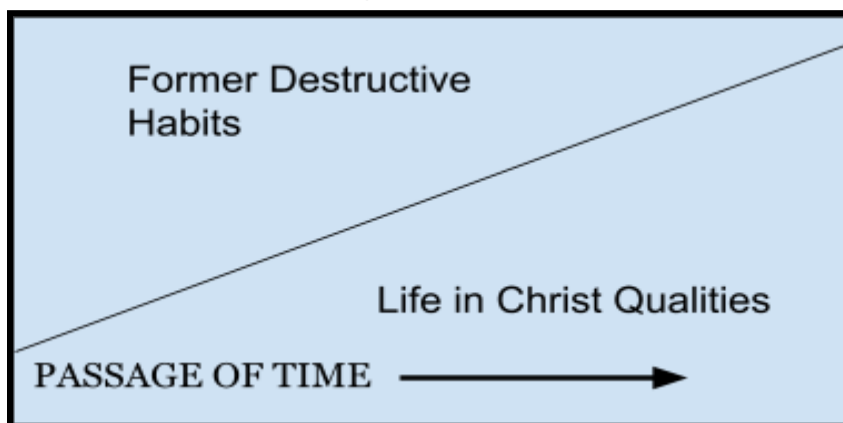 Former Destructive
Habits
Life in Christ Qualities
PASSAGE OF TIME